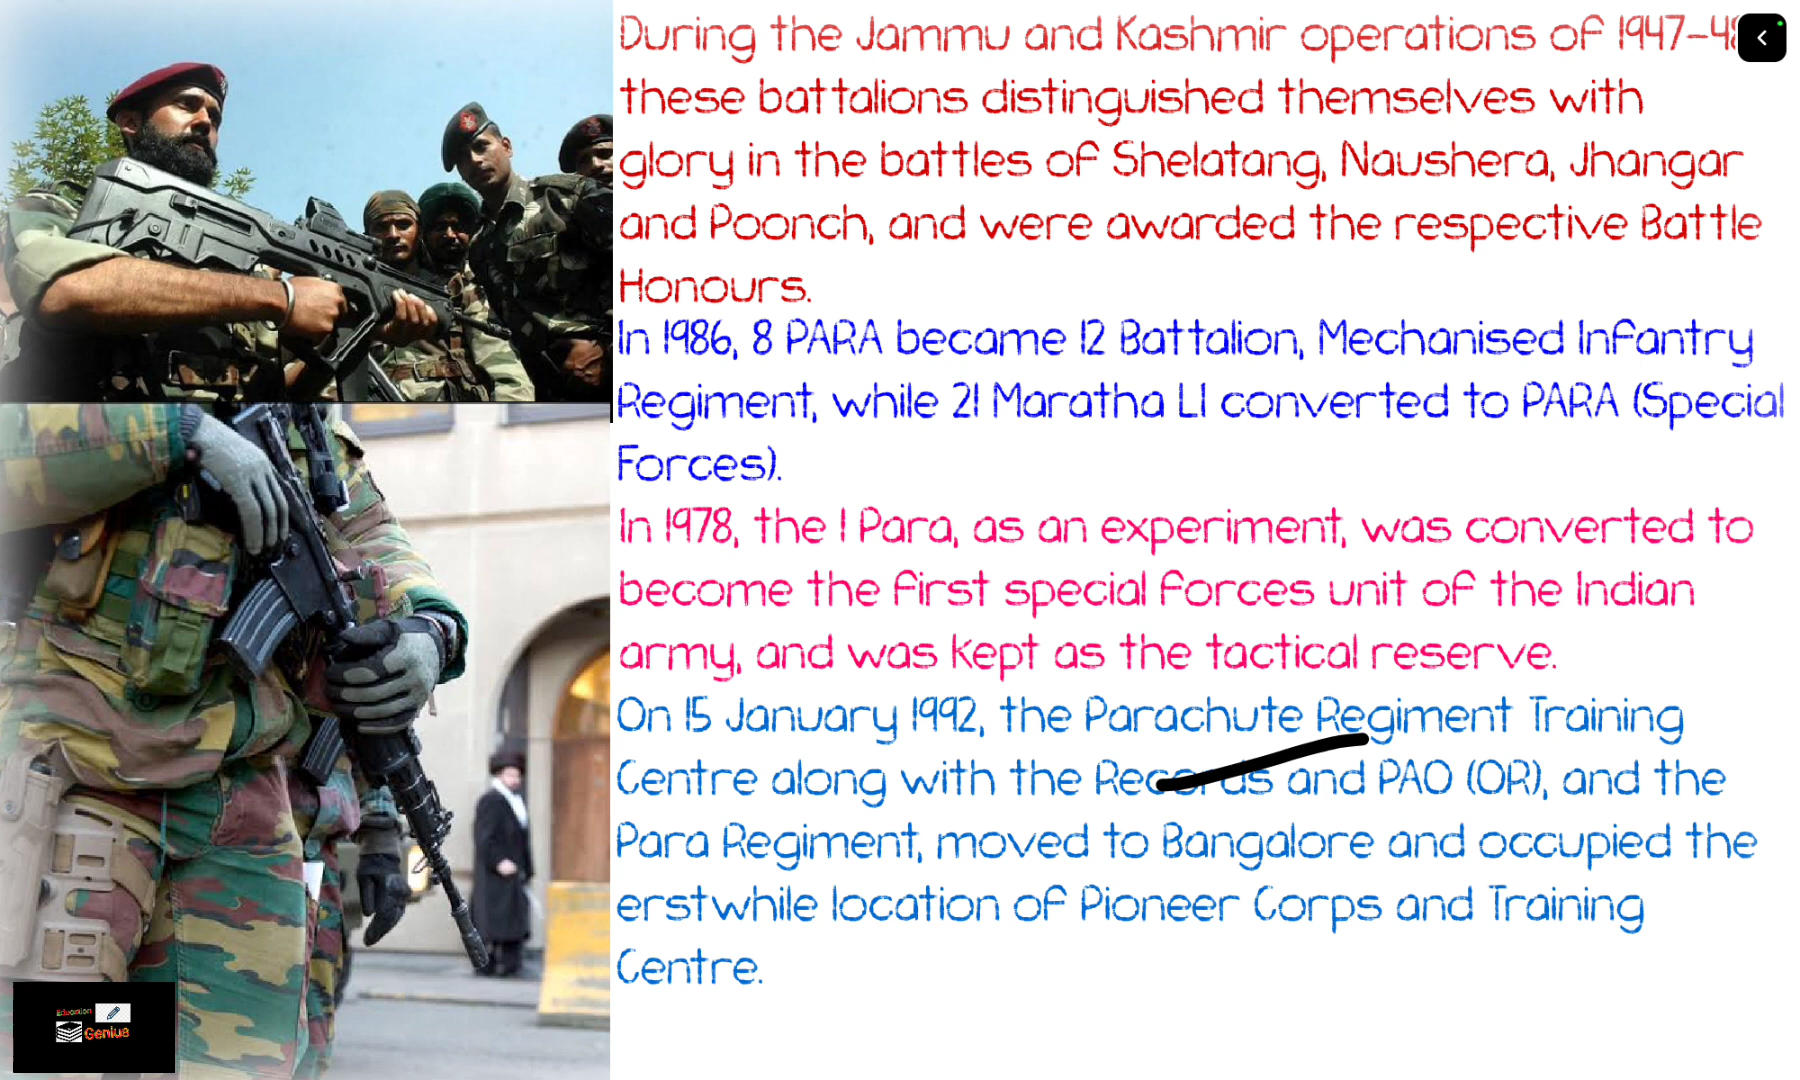 During the Jammu and Kashmir operations of 1947-48
these battalions distinguished themselves with
glory in the battles of Shelatang, Naushera, Jhangar
and Poonch, and were awarded the respective Battle
Honours.
In 1986, 8 PARA became 12 Battalion, Mechanised Infantry
Regiment, while 21 Maratha LI converted to PARA (Special
Forces).
In 1978, the 1 Para, as an experiment, was converted to
become the first special forces unit of the Indian
army, and was kept as the tactical reserve.
On 15 January 1992, the Parachute Regiment Training
Centre along with the Records and PAO (OR), and the
Para Regiment, moved to Bangalore and occupied the
erstwhile location of Pioneer Corps and Training
Centre.
Education
Genius